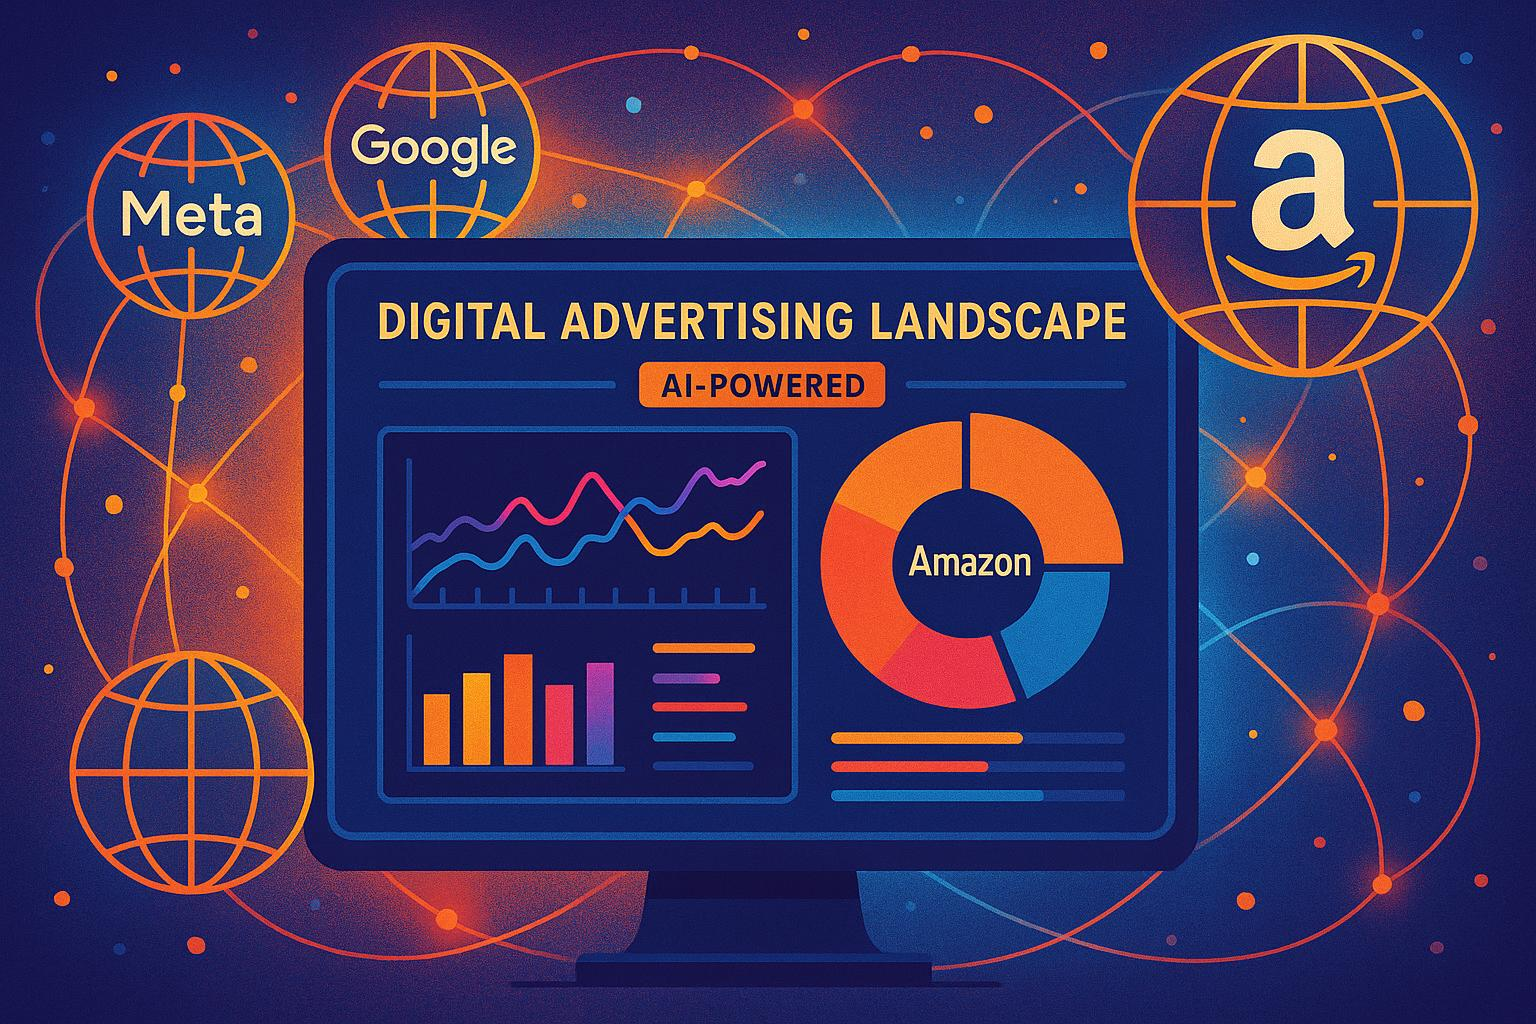 Google
Meta
a
DIGITAL ADVERTISING LANDSCAPE
AI-POWERED
Amazon